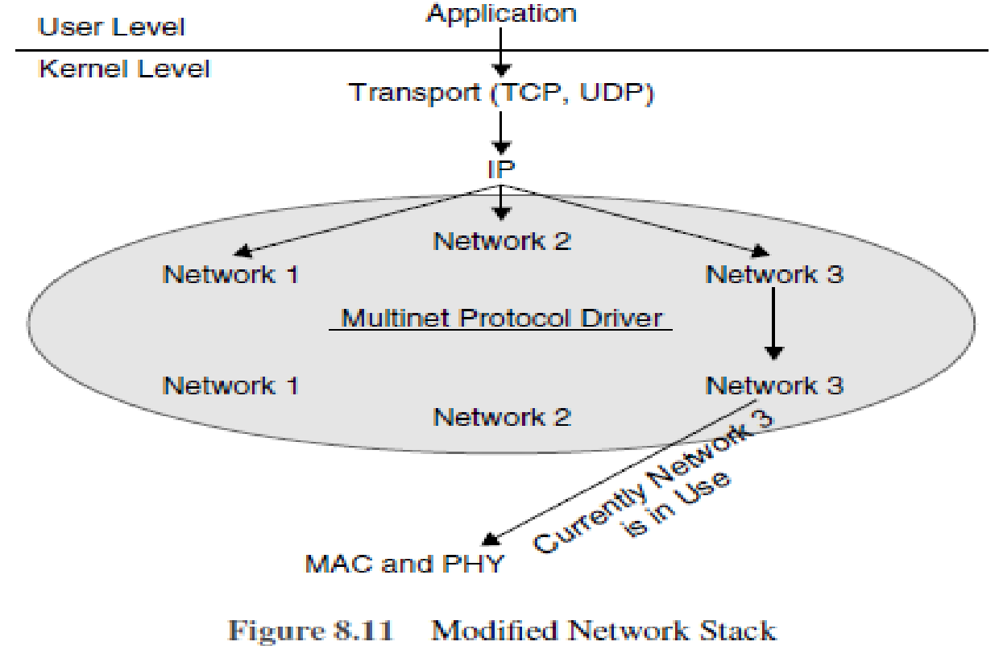 Application
User Level
Kernel Level
Transport (TCP, UDP)
IP
Network 2
Network 1
Network 3
Multinet Protocol Driver
Network 1
Network 3
Network 2
Currently Network 3
is in Use
MAC and PHY
Figure 8.11 Modified Network Stack